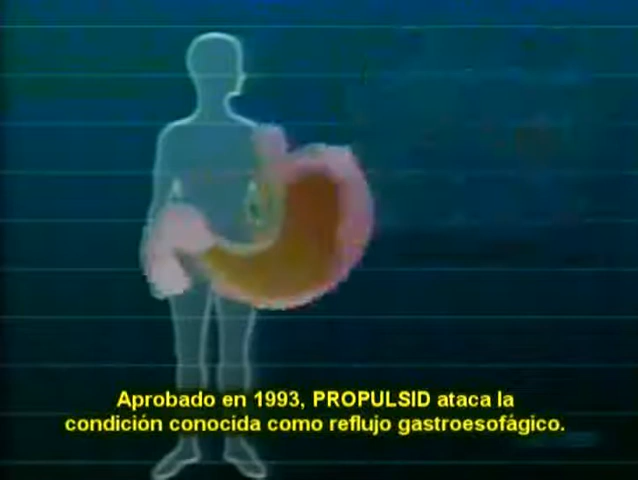 Aprobado en 1993, PROPULSID ataca la
condición conocida como reflujo gastroesofágico.